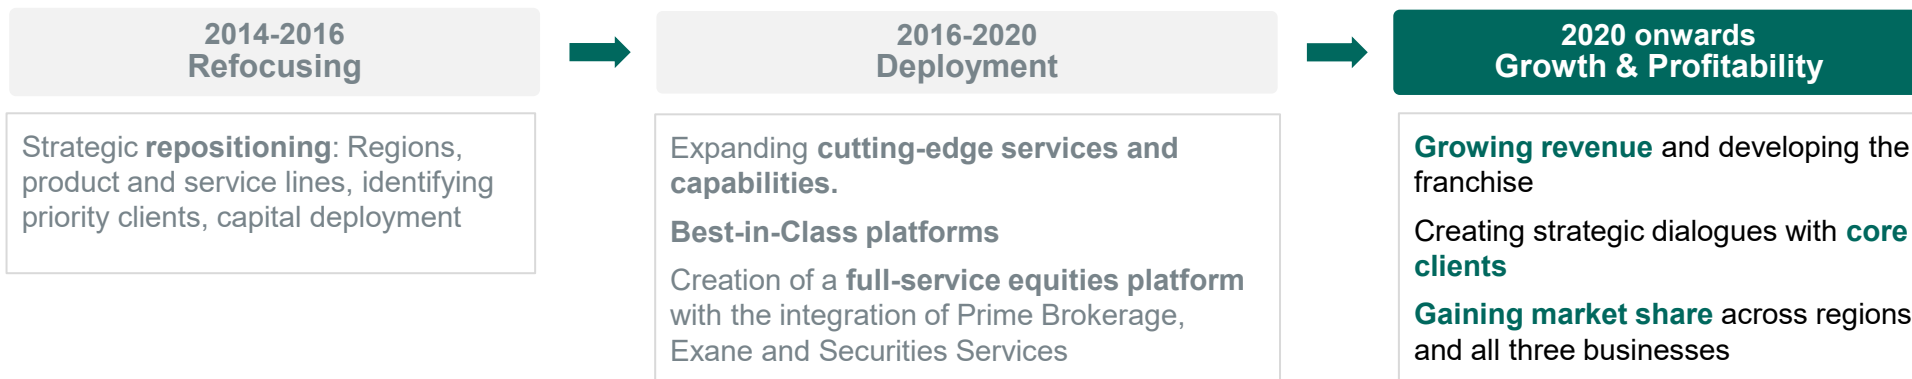 2014-2016
Refocusing
Strategic repositioning: Regions,
product and service lines, identifying
priority clients, capital deployment
2016-2020
Deployment
Expanding cutting-edge services and
capabilities.
Best-in-Class platforms
Creation of a full-service equities platform
with the integration of Prime Brokerage,
Exane and Securities Services
2020 onwards
Growth & Profitability
Growing revenue and developing the
franchise
Creating strategic dialogues with core
clients
Gaining market share across regions
and all three businesses